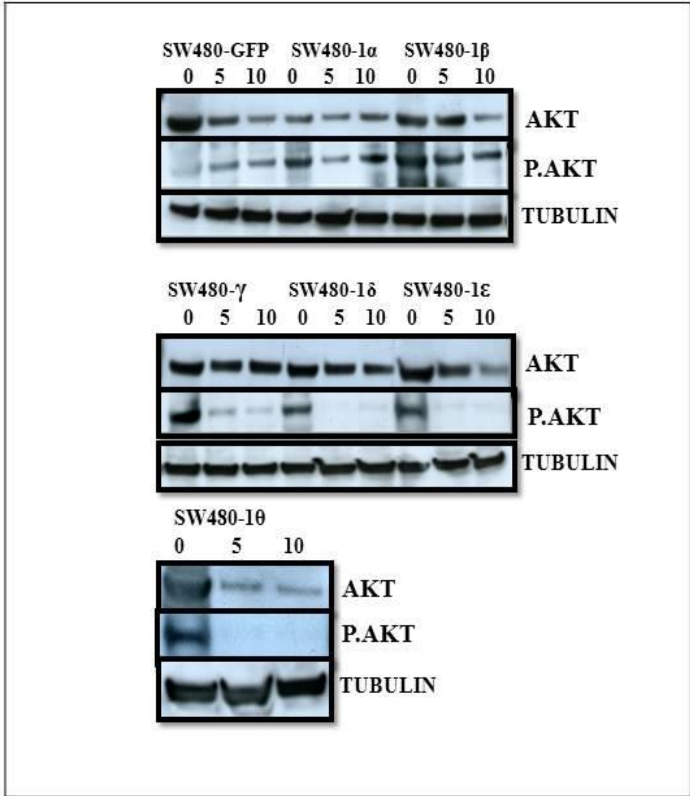 SW480-GFP SW480-1α SW480-1β
0 5 10 0 5 10 0 5 10
AKT
P.AKT
TUBULIN
SW480-γ SW480-1δ SW480-1ε
0 5 10 0 5 10 0 5 10
AKT
P.AKT
TUBULIN
SW480-1θ
0 5 10
AKT
P.AKT
TUBULIN